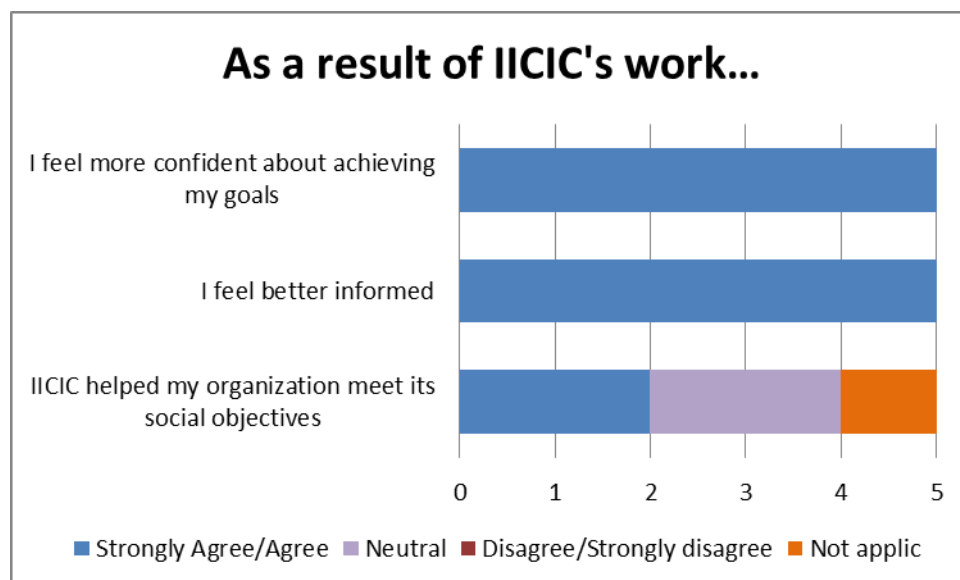 As a result of IICIC's work...
I feel more confident about achieving
my goals
I feel better informed
IICIC helped my organization meet its
social objectives
0 1 2 3 4 5
Strongly Agree/Agree Neutral Disagree/Strongly disagree Not applic